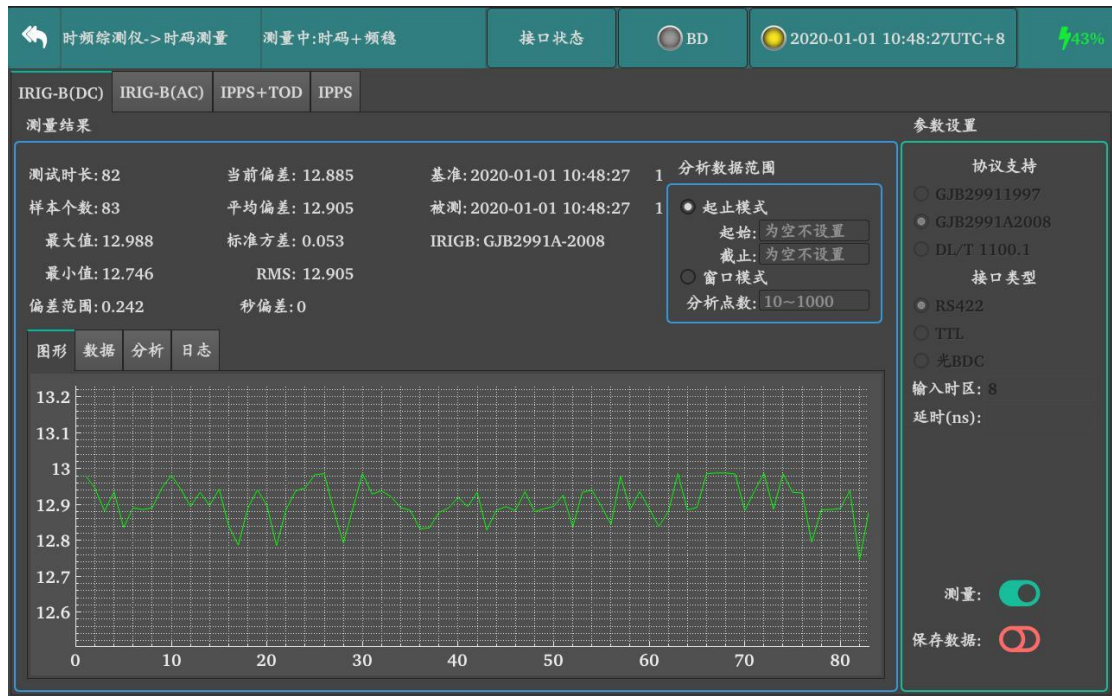 时频综测仪->时码测量 测量中:时码+频稳 接口状态 BD 2020-01-01 10:48:27UTC+8 43%
IRIG-B(DC) IRIG-B(AC) IPPS+TOD IPPS
测量结果 参数设置
测试时长:82 当前偏差: 12.885 基准: 2020-01-01 10:48:27 1
样本个数:83 平均偏差: 12.905 被测: 2020-01-01 10:48:27 1
最大值: 12.988 标准方差: 0.053 IRIGB: GJB2991A-2008
最小值: 12.746 RMS: 12.905
偏差范围: 0.242 秒偏差: 0
分析数据范围
起止模式
起始: 为空不设置
截止: 为空不设置
窗口模式
分析点数: 10~1000
协议支持
GJB29911997
GJB2991A2008
DL/T 1100.1
接口类型
RS422
TTL
光BDC
输入时区: 8
延时(ns):
测量:
保存数据:
图形 数据 分析 日志
13.2
13.1
13
12.9
12.8
12.7
12.6
0 10 20 30 40 50 60 70 80